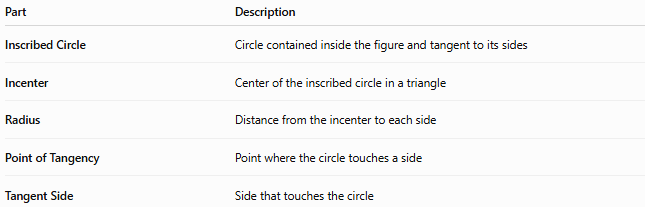 Part Description
Inscribed Circle Circle contained inside the figure and tangent to its sides
Incenter Center of the inscribed circle in a triangle
Radius Distance from the incenter to each side
Point of Tangency Point where the circle touches a side
Tangent Side Side that touches the circle